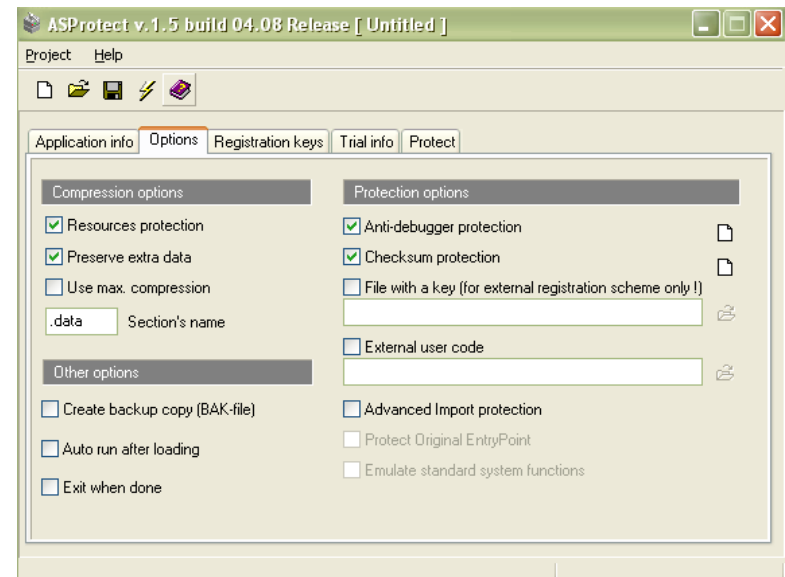 ASProtect v.1.5 build 04.08 Release [ Untitled ]
Project Help
Application info Options Registration keys Trial info Protect
Compression options
Resources protection
Preserve extra data
Use max. compression
.data Section's name
Other options
Create backup copy (BAK-file)
Auto run after loading
Exit when done
Protection options
Anti-debugger protection
Checksum protection
File with a key (for external registration scheme only !)
External user code
Advanced Import protection
Protect Original EntryPoint
Emulate standard system functions